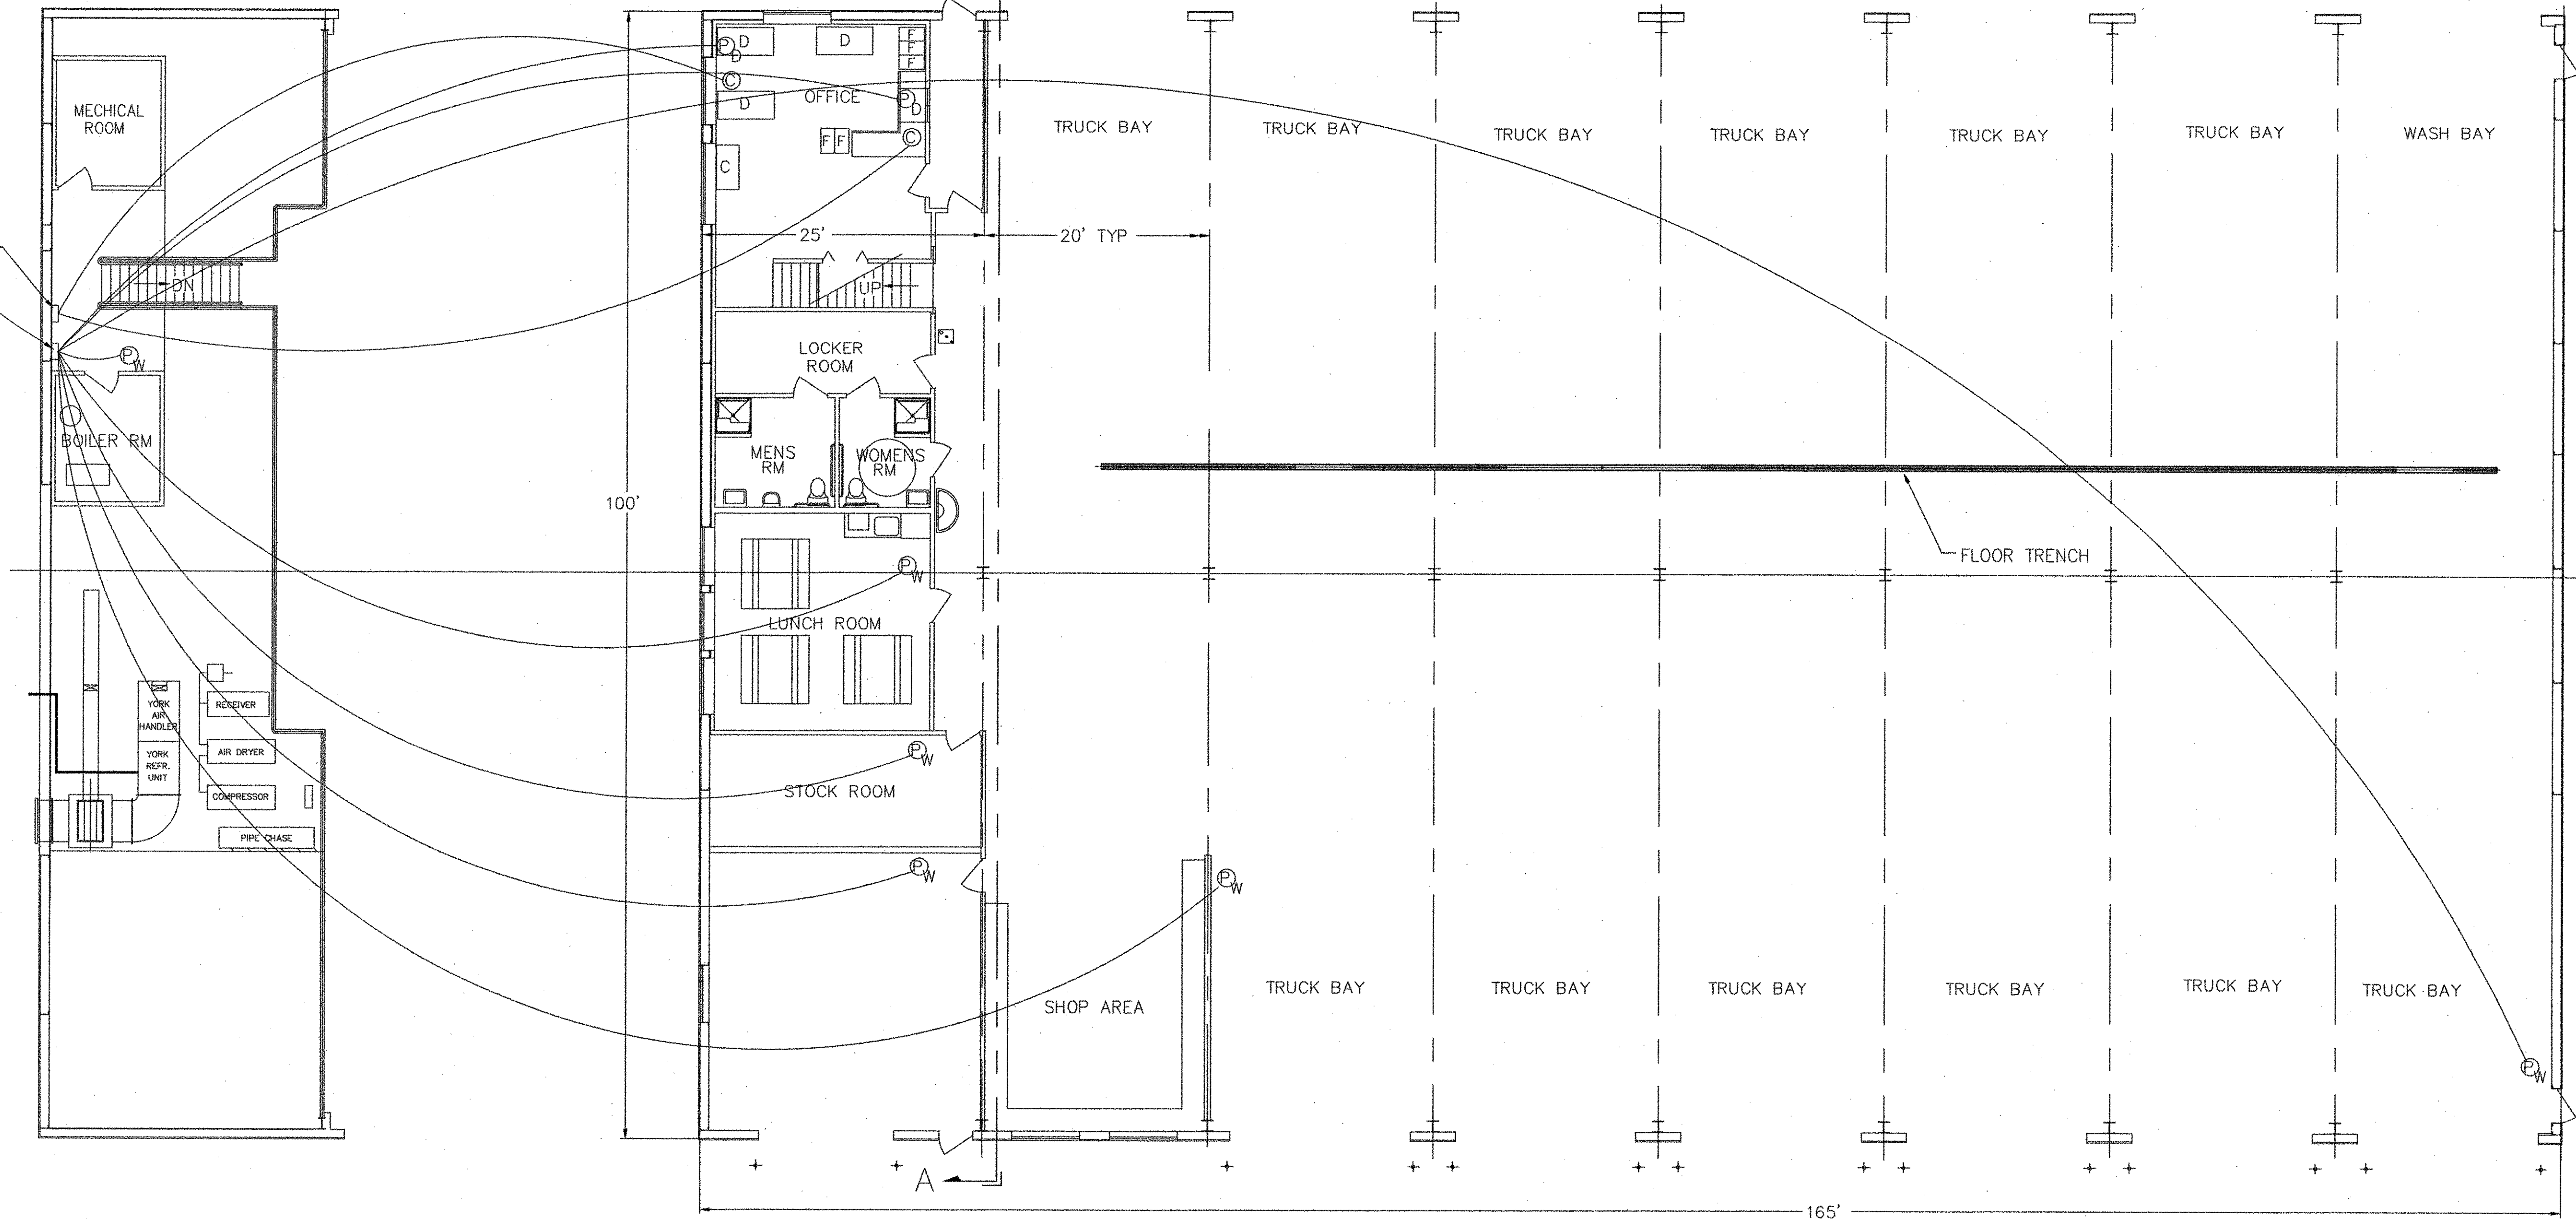 MECHICAL
ROOM
DN
P
W
BOILER RM
YORK
AIR
HANDLER
YORK
REFR.
UNIT
RECEIVER
AIR DRYER
COMPRESSOR
PIPE CHASE
P
D
D
D
F
F
F
C
D
OFFICE
P
D
F F
C
C
25'
20' TYP
UP
LOCKER
ROOM
MENS
RM
WOMENS
RM
100'
P
W
LUNCH ROOM
P
W
STOCK ROOM
P
W
P
W
SHOP AREA
TRUCK BAY
TRUCK BAY
TRUCK BAY
TRUCK BAY
TRUCK BAY
TRUCK BAY
WASH BAY
FLOOR TRENCH
TRUCK BAY
TRUCK BAY
TRUCK BAY
TRUCK BAY
TRUCK BAY
TRUCK BAY
P
W
A
165'